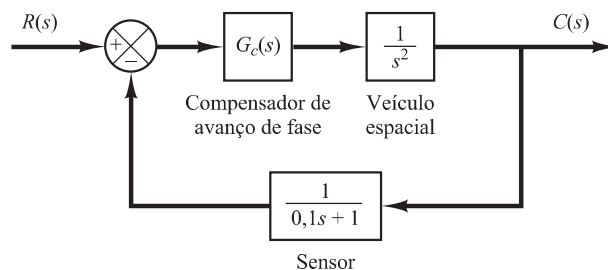 R(s)
C(s)
+
−
G_c(s)
1
s²
Compensador de
avanço de fase
Veículo
espacial
1
0,1s + 1
Sensor